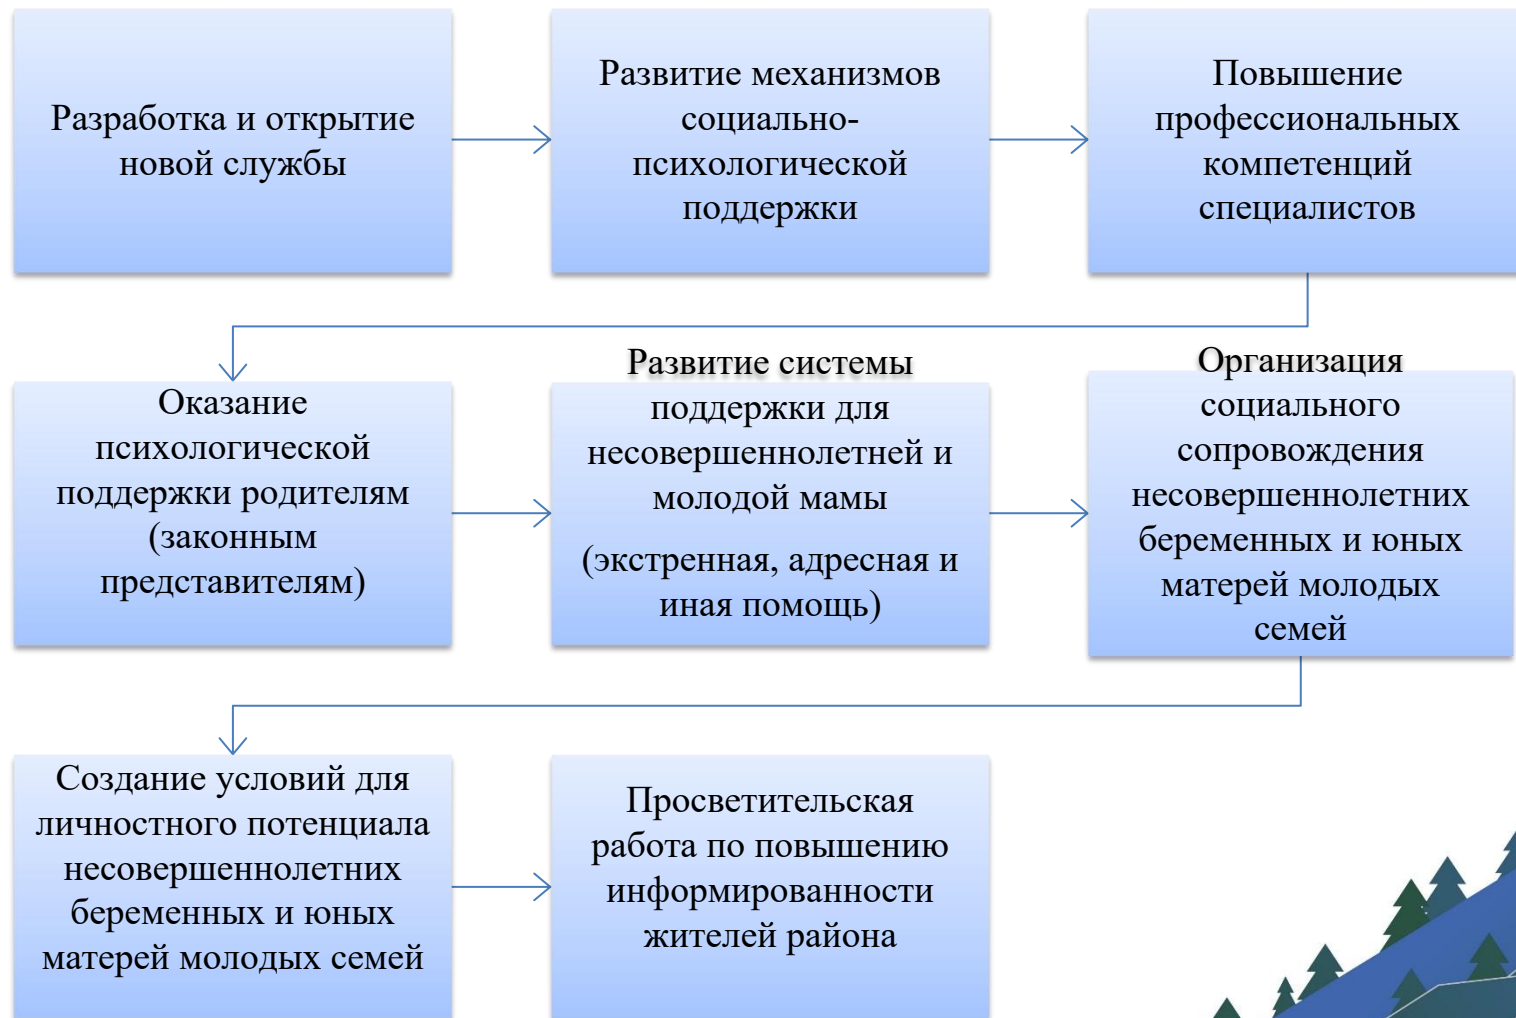 Разработка и открытие
новой службы
Развитие механизмов
социально-
психологической
поддержки
Повышение
профессиональных
компетенций
специалистов
Оказание
психологической
поддержки родителям
(законным
представителям)
Развитие системы
поддержки для
несовершеннолетней и
молодой мамы
(экстренная, адресная и
иная помощь)
Организация
социального
сопровождения
несовершеннолетних
беременных и юных
матерей молодых
семей
Создание условий для
личностного потенциала
несовершеннолетних
беременных и юных
матерей молодых семей
Просветительская
работа по повышению
информированности
жителей района